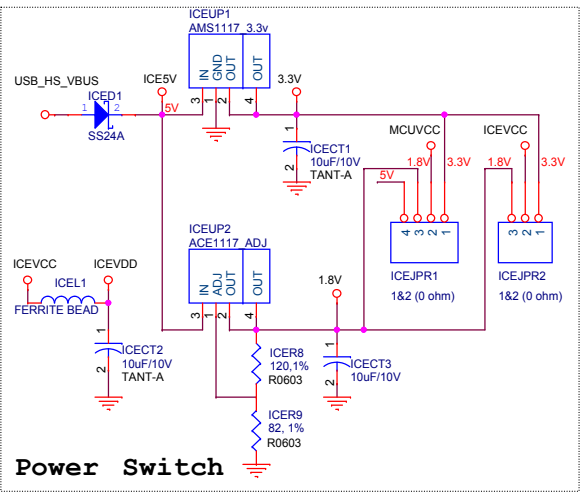 ICEUP1
AMS1117_3.3v
USB_HS_VBUS
ICED1
1 2
SS24A
ICE5V
5V
IN
GND
OUT
OUT
3 1 2 4
3.3V
1
2
ICECT1
10uF/10V
TANT-A
MCUVCC
ICEVCC
1.8V
3.3V
1.8V
3.3V
5V
4 3 2 1
3 2 1
ICEJPR1
1&2 (0 ohm)
ICEJPR2
1&2 (0 ohm)
ICEUP2
ACE1117_ADJ
IN
ADJ
OUT
OUT
3 1 2 4
1.8V
ICEVCC
ICEVDD
ICEL1
FERRITE BEAD
1
2
ICECT2
10uF/10V
TANT-A
ICER8
120,1%
R0603
1
2
ICECT3
10uF/10V
ICER9
82, 1%
R0603
Power Switch